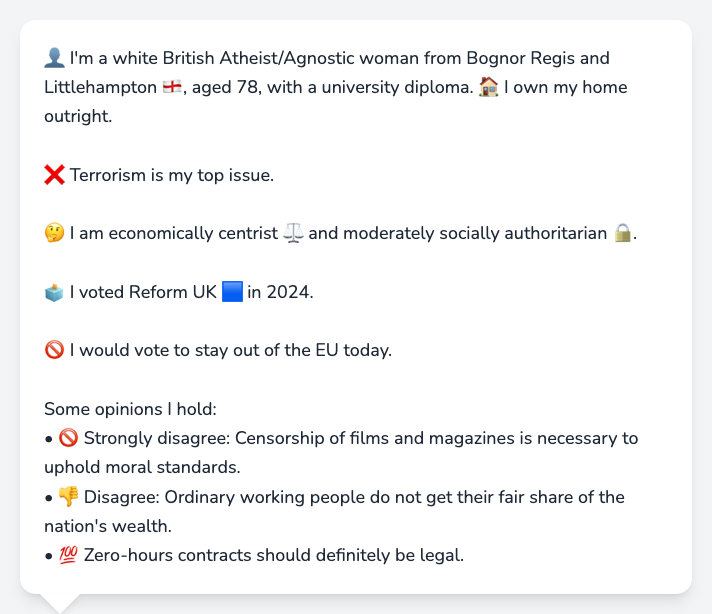 👤 I'm a white British Atheist/Agnostic woman from Bognor Regis and
Littlehampton 🏴󠁧󠁢󠁥󠁮󠁧󠁿, aged 78, with a university diploma. 🏠 I own my home
outright.
❌ Terrorism is my top issue.
🤔 I am economically centrist ⚖️ and moderately socially authoritarian 🔒.
🗳️ I voted Reform UK 🟦 in 2024.
🚫 I would vote to stay out of the EU today.
Some opinions I hold:
• 🚫 Strongly disagree: Censorship of films and magazines is necessary to
uphold moral standards.
• 👎 Disagree: Ordinary working people do not get their fair share of the
nation's wealth.
• 💯 Zero-hours contracts should definitely be legal.